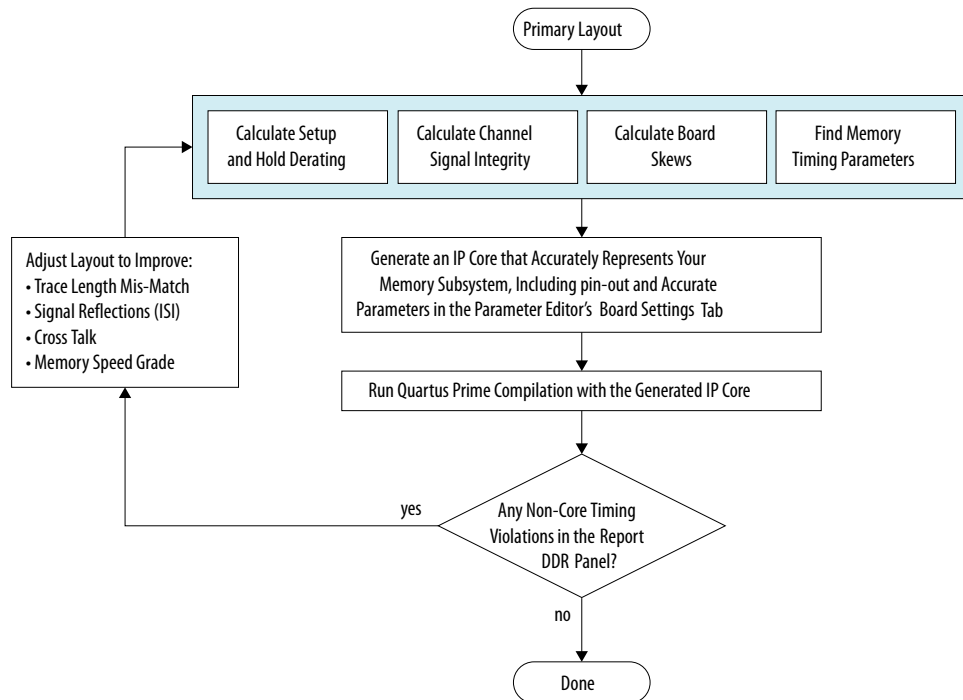 Primary Layout
Calculate Setup
and Hold Derating
Calculate Channel
Signal Integrity
Calculate Board
Skews
Find Memory
Timing Parameters
Generate an IP Core that Accurately Represents Your
Memory Subsystem, Including pin-out and Accurate
Parameters in the Parameter Editor’s Board Settings Tab
Adjust Layout to Improve:
• Trace Length Mis-Match
• Signal Reflections (ISI)
• Cross Talk
• Memory Speed Grade
Run Quartus Prime Compilation with the Generated IP Core
yes
Any Non-Core Timing
Violations in the Report
DDR Panel?
no
Done